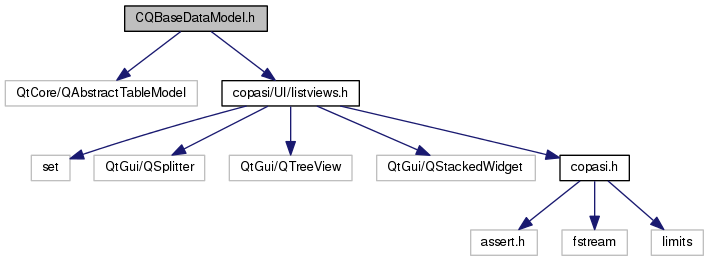 CQBaseDataModel.h
QtCore/QAbstractTableModel
copasi/UI/listviews.h
set
QtGui/QSplitter
QtGui/QTreeView
QtGui/QStackedWidget
copasi.h
assert.h
fstream
limits